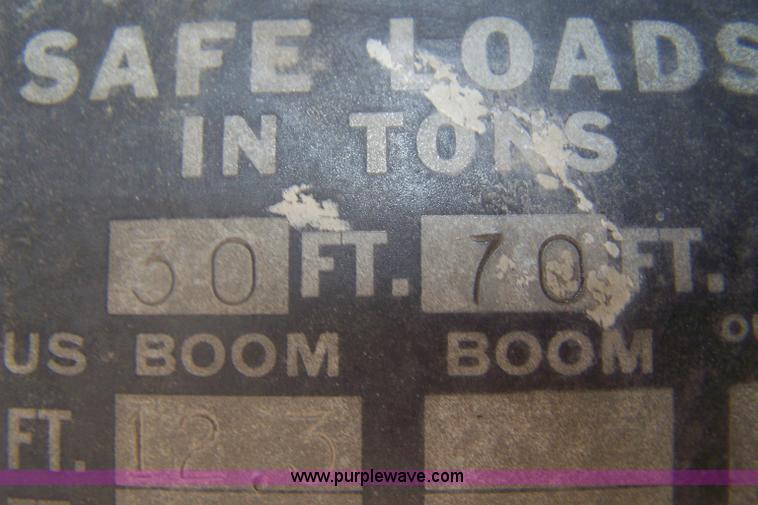 SAFE LOADS
IN TONS
30 FT. 70 FT.
US BOOM BOOM
FT. 12.3
www.purplewave.com